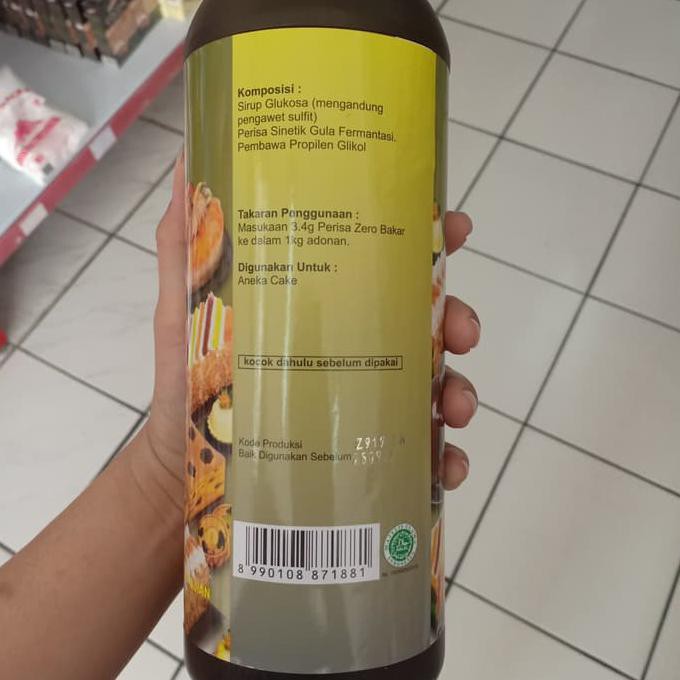 Komposisi :
Sirup Glukosa (mengandung
pengawet sulfit)
Perisa Sinetik Gula Fermantasi.
Pembawa Propilen Glikol
Takaran Penggunaan :
Masukaan 3.4g Perisa Zero Bakar
ke dalam 1kg adonan.
Digunakan Untuk :
Aneka Cake
kocok dahulu sebelum dipakai
Kode Produksi
Baik Digunakan Sebelum
8 990108 871881